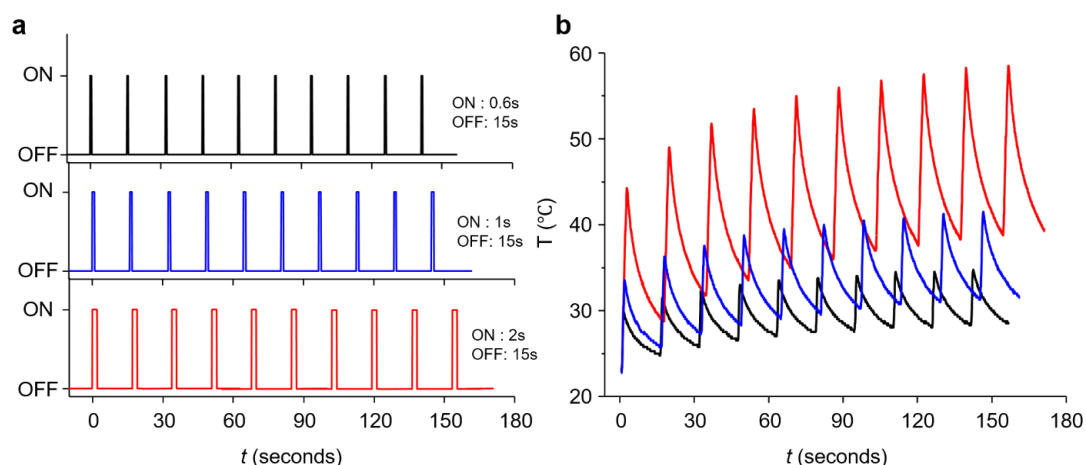 a
ON
OFF
ON : 0.6s
OFF: 15s
ON
OFF
ON : 1s
OFF: 15s
ON
OFF
ON : 2s
OFF: 15s
0 30 60 90 120 150 180
t (seconds)
b
60
50
40
30
20
T (°C)
0 30 60 90 120 150 180
t (seconds)